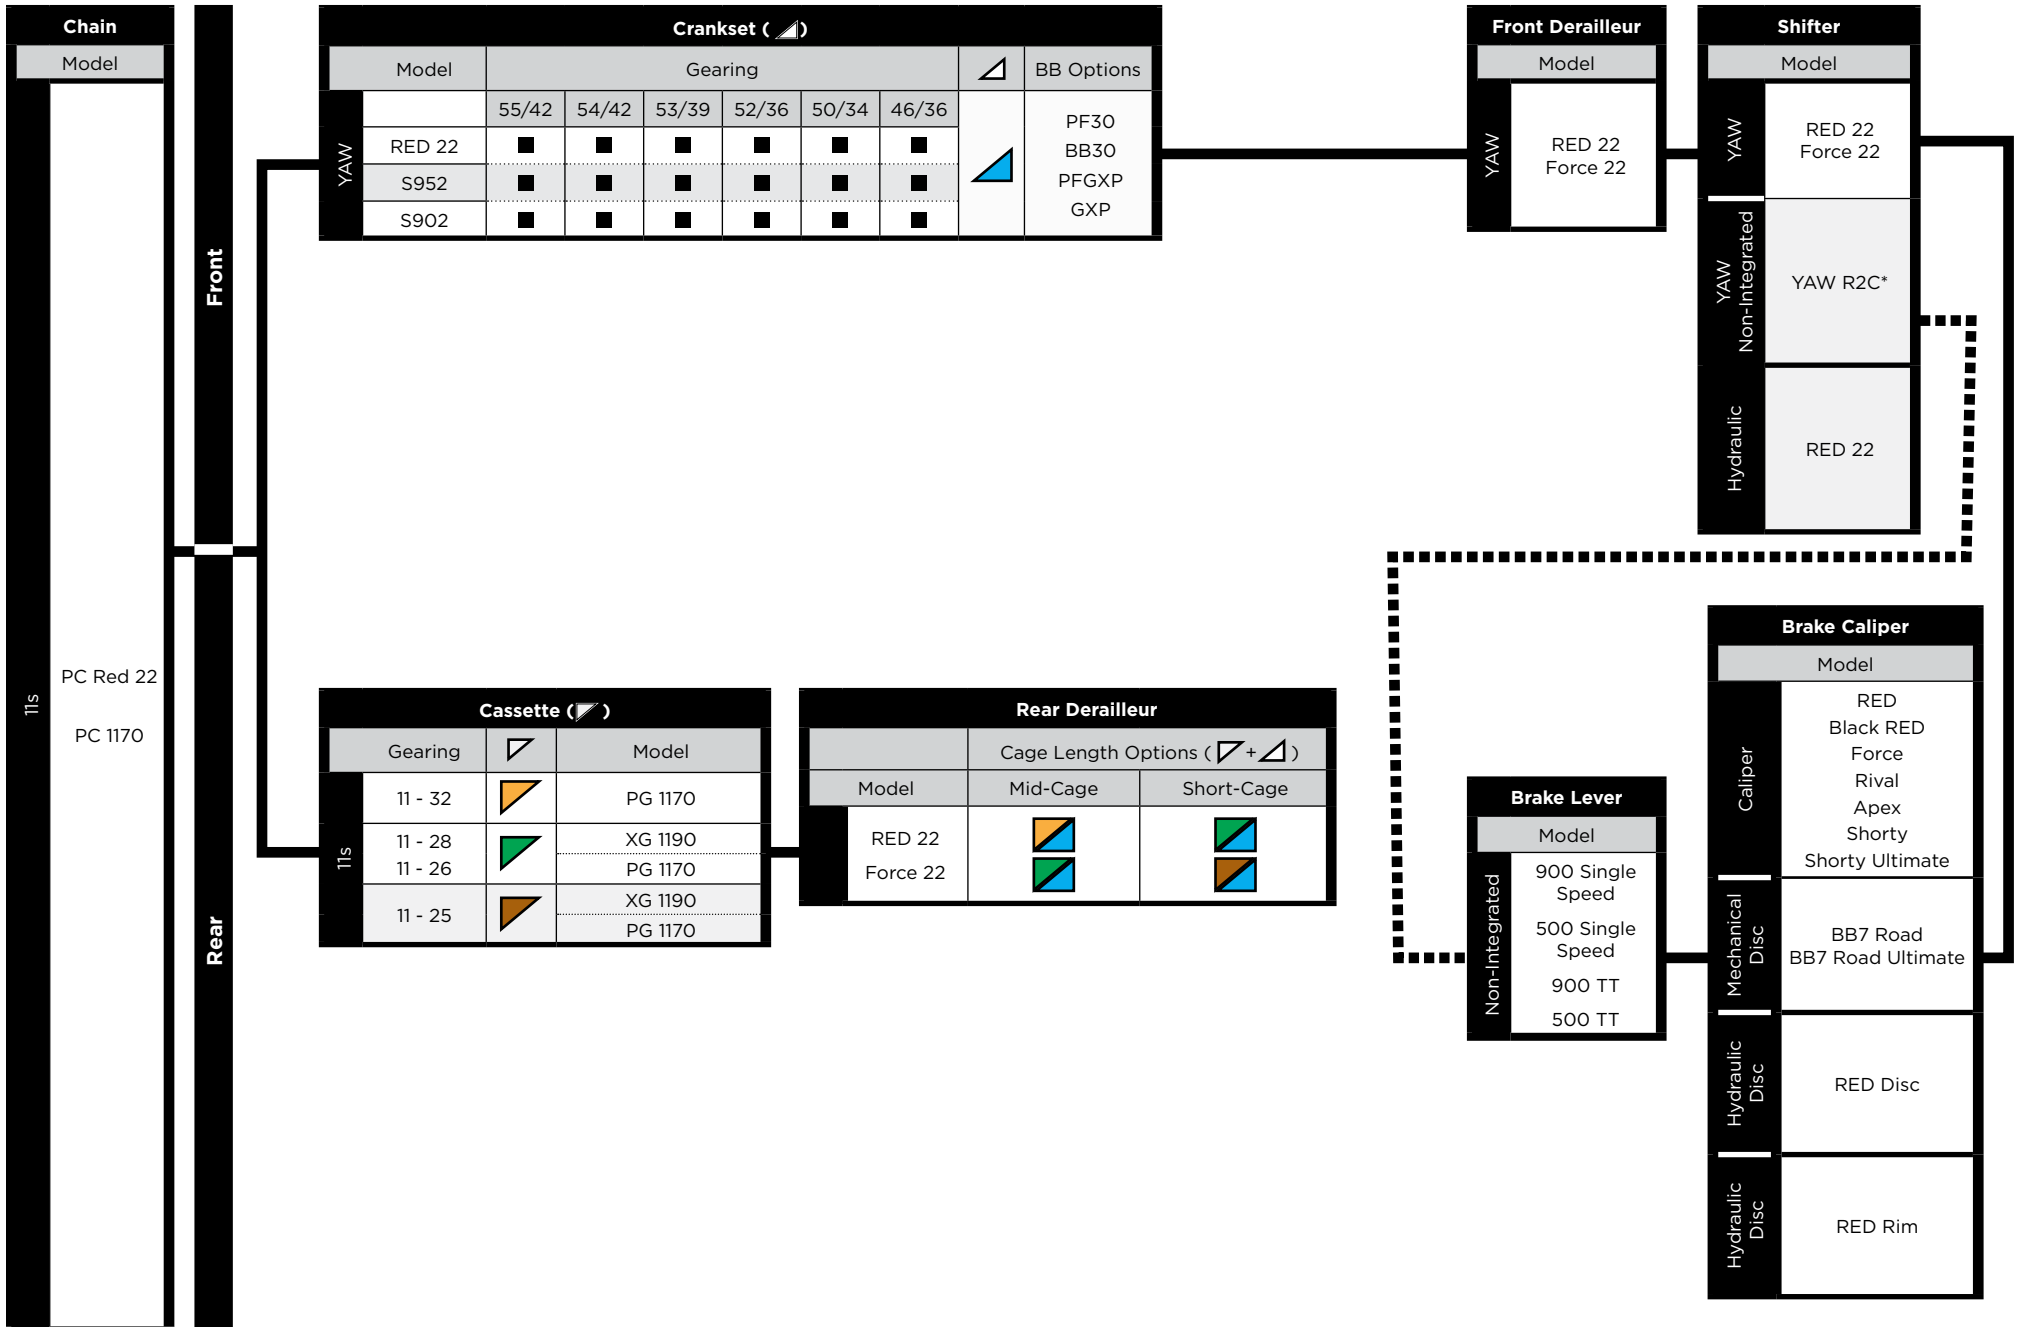 Chain
Model
11s
PC Red 22
PC 1170
Front
Rear
Crankset ( )
Model Gearing BB Options
YAW
55/42 54/42 53/39 52/36 50/34 46/36
RED 22 ■ ■ ■ ■ ■ ■
S952 ■ ■ ■ ■ ■ ■
S902 ■ ■ ■ ■ ■ ■
PF30
BB30
PFGXP
GXP
Front Derailleur
Model
YAW
RED 22
Force 22
Shifter
Model
YAW
RED 22
Force 22
YAW
Non-Integrated
YAW R2C*
Hydraulic
RED 22
Cassette ( )
Gearing Model
11s
11 - 32 PG 1170
11 - 28 XG 1190
11 - 26 PG 1170
11 - 25
XG 1190
PG 1170
Rear Derailleur
Cage Length Options ( + )
Model Mid-Cage Short-Cage
RED 22
Force 22
Brake Lever
Model
Non-Integrated
900 Single
Speed
500 Single
Speed
900 TT
500 TT
Brake Caliper
Model
Caliper
RED
Black RED
Force
Rival
Apex
Shorty
Shorty Ultimate
Mechanical
Disc
BB7 Road
BB7 Road Ultimate
Hydraulic
Disc
RED Disc
Hydraulic
Disc
RED Rim